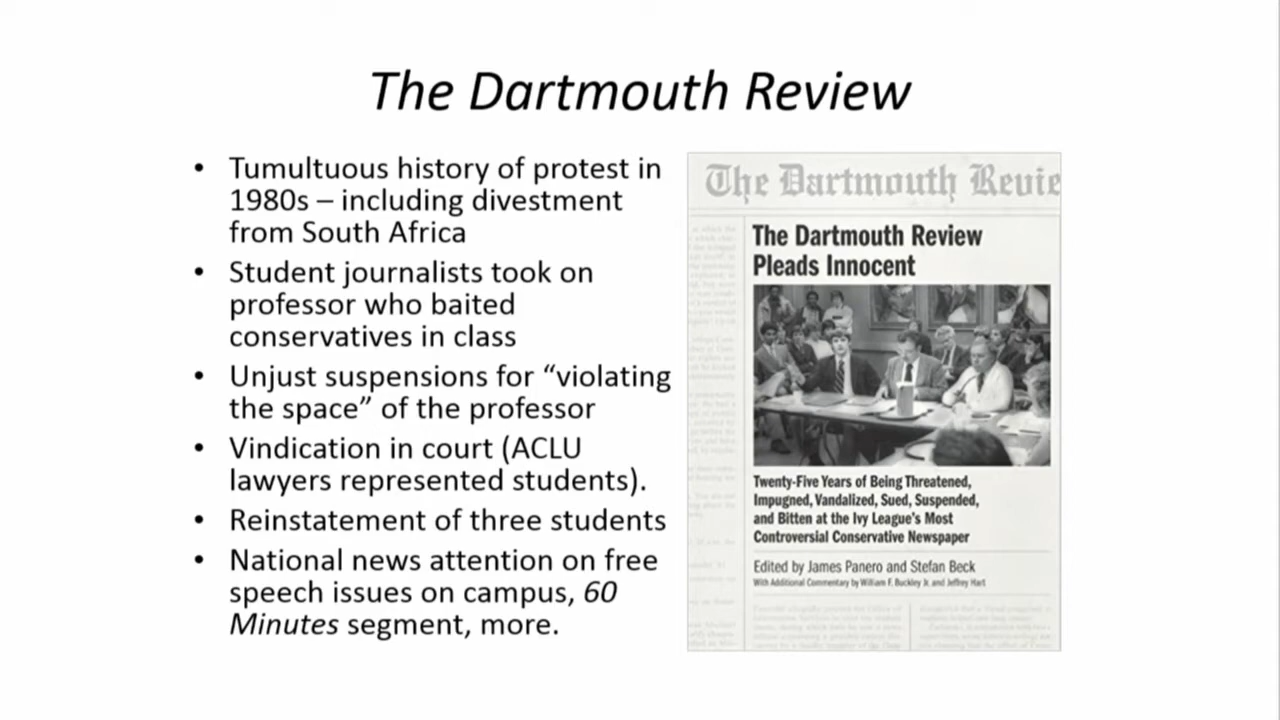 The Dartmouth Review
• Tumultuous history of protest in
1980s – including divestment
from South Africa
• Student journalists took on
professor who baited
conservatives in class
• Unjust suspensions for “violating
the space” of the professor
• Vindication in court (ACLU
lawyers represented students).
• Reinstatement of three students
• National news attention on free
speech issues on campus, 60
Minutes segment, more.
The Dartmouth Revie
The Dartmouth Review
Pleads Innocent
Twenty-Five Years of Being Threatened,
Impugned, Vandalized, Sued, Suspended,
and Bitten at the Ivy League’s Most
Controversial Conservative Newspaper
Edited by James Panero and Stefan Beck
With Additional Commentary by William F. Buckley Jr. and Jeffrey Hart